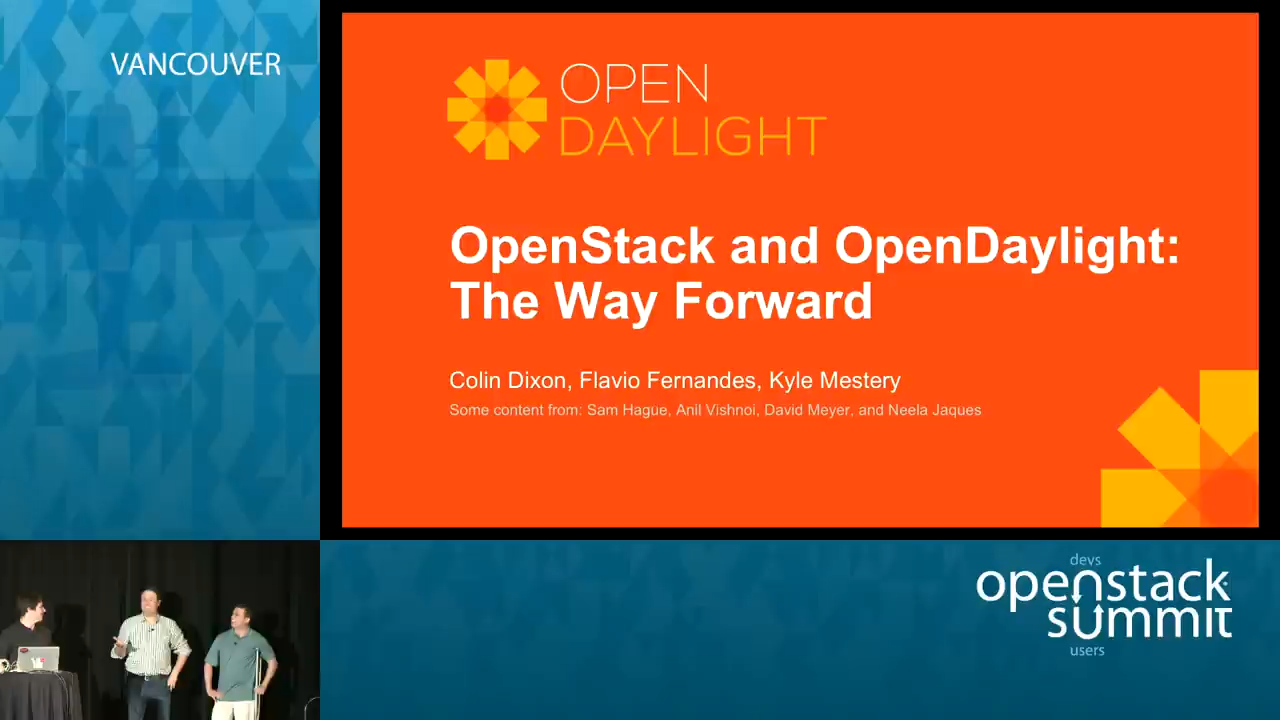 VANCOUVER
OPEN
DAYLIGHT
OpenStack and OpenDaylight:
The Way Forward
Colin Dixon, Flavio Fernandes, Kyle Mestery
Some content from: Sam Hague, Anil Vishnoi, David Meyer, and Neela Jaques
devs
openstack
summit
users